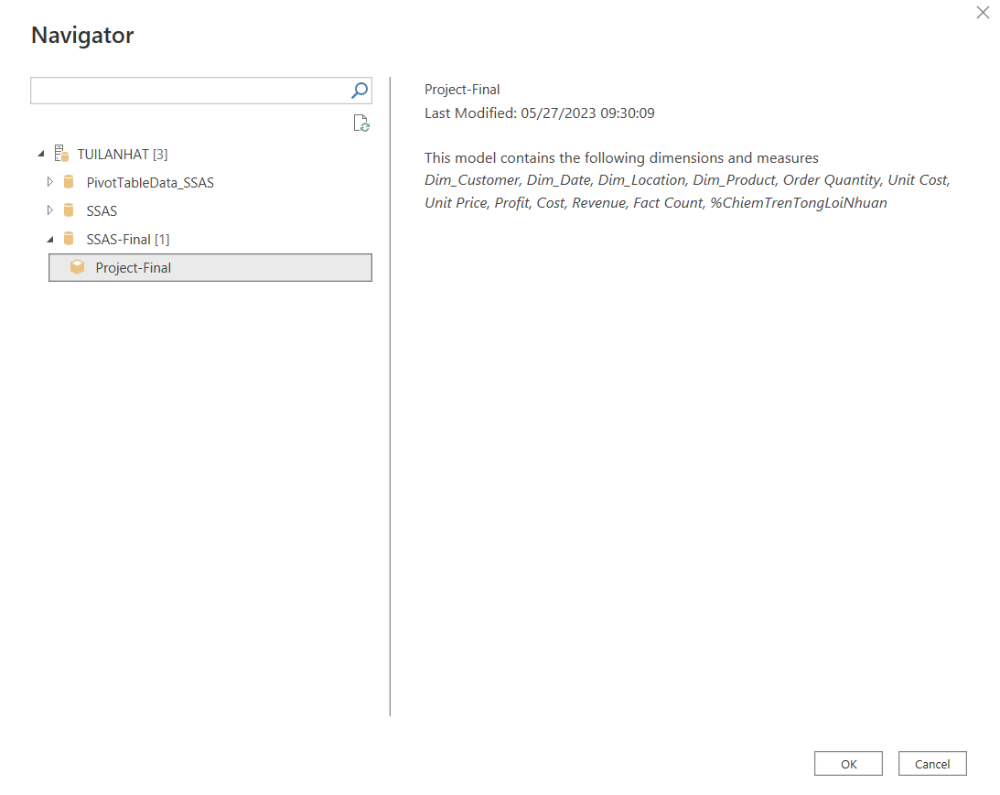 Navigator
TUILANHAT [3]
PivotTableData_SSAS
SSAS
SSAS-Final [1]
Project-Final
Project-Final
Last Modified: 05/27/2023 09:30:09
This model contains the following dimensions and measures
Dim_Customer, Dim_Date, Dim_Location, Dim_Product, Order Quantity, Unit Cost,
Unit Price, Profit, Cost, Revenue, Fact Count, %ChiemTrenTongLoiNhuan
OK
Cancel